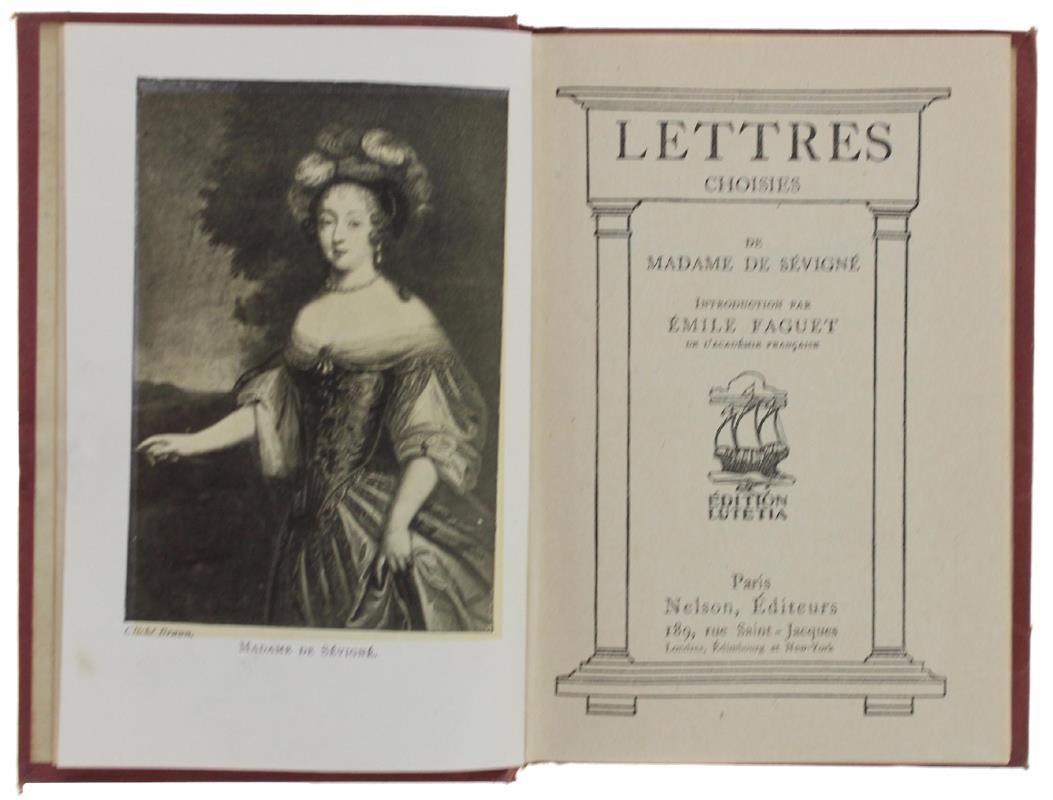 Cliché Braun.
MADAME DE SÉVIGNÉ.
LETTRES
CHOISIES
DE
MADAME DE SÉVIGNÉ
INTRODUCTION PAR
ÉMILE FAGUET
DE L'ACADÉMIE FRANÇAISE
ÉDITION
LUTETIA
Paris
Nelson, Éditeurs
189, rue Saint-Jacques
Londres, Édimbourg et New-York